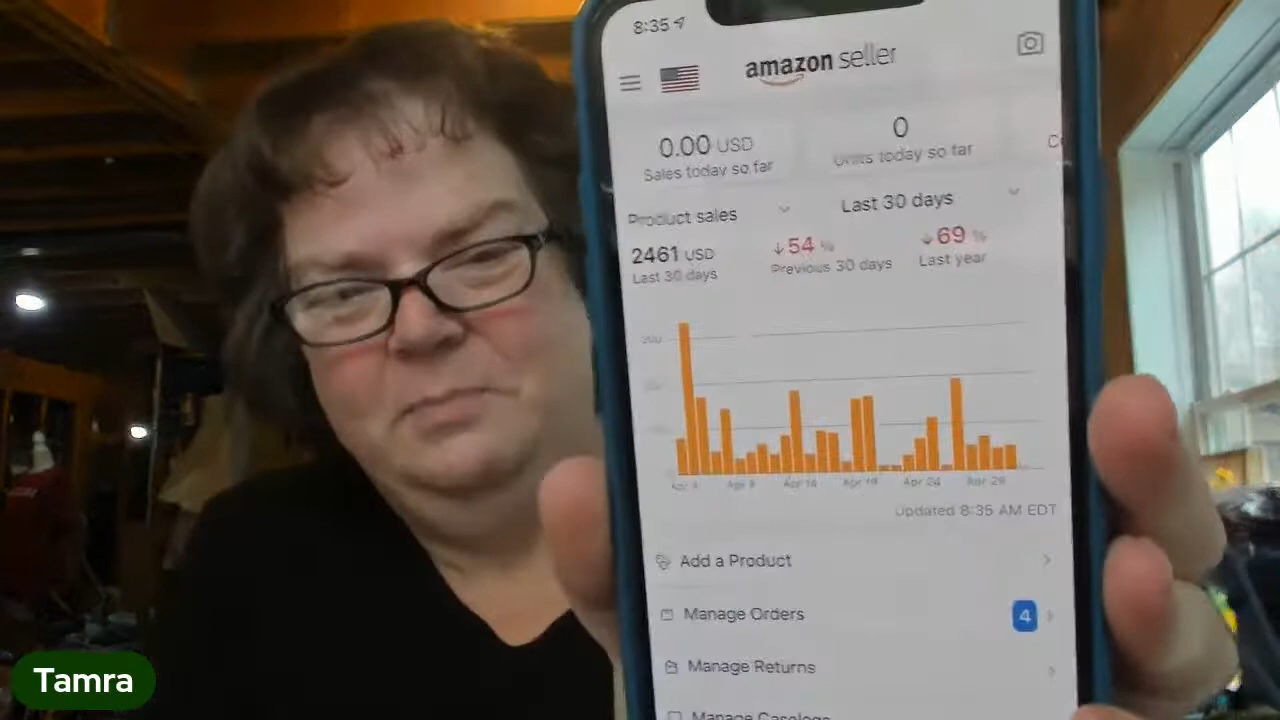 8:35
amazon seller
0.00 USD
Sales today so far
0
Units today so far
Product sales
Last 30 days
2461 USD
Last 30 days
↓54 %
Previous 30 days
↓69 %
Last year
Apr 14
Apr 19
Apr 24
Apr 29
Updated 8:35 AM EDT
Add a Product
Manage Orders
4
Manage Returns
Tamra